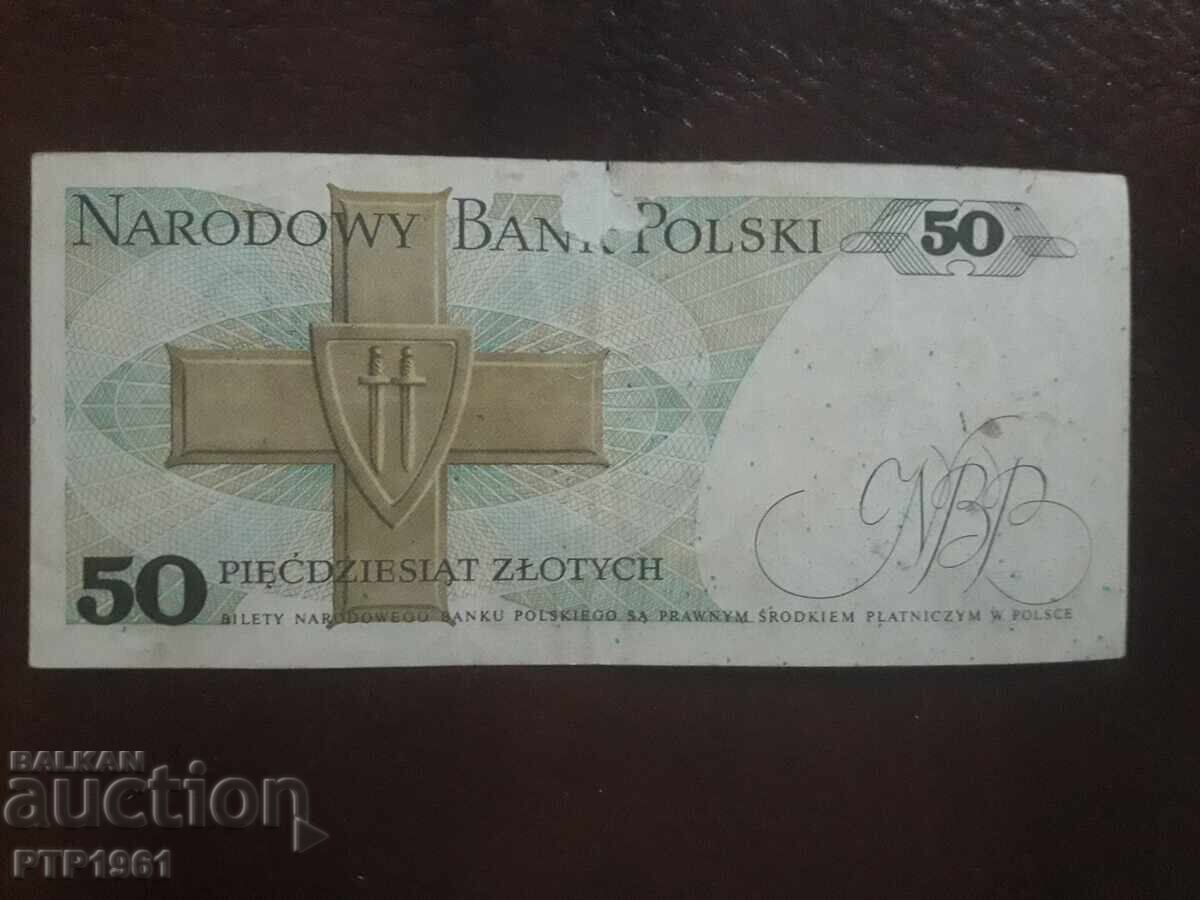 NARODOWY BANK POLSKI 50
NBP
50 PIĘĆDZIESIĄT ZŁOTYCH
BILETY NARODOWEGO BANKU POLSKIEGO SĄ PRAWNYM ŚRODKIEM PŁATNICZYM W POLSCE
BALKAN
auction
PTP1961